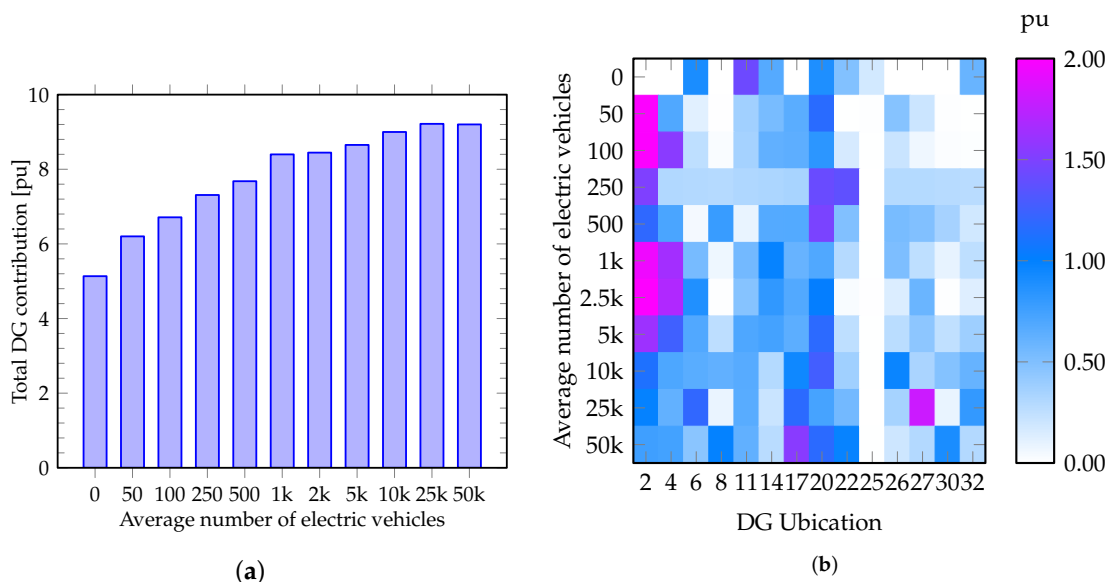 Total DG contribution [pu]
10
8
6
4
2
0
0 50 100 250 500 1k 2k 5k 10k 25k 50k
Average number of electric vehicles
(a)
pu
Average number of electric vehicles
0
50
100
250
500
1k
2.5k
5k
10k
25k
50k
2 4 6 8 11 14 17 20 22 25 26 27 30 32
DG Ubication
2.00
1.50
1.00
0.50
0.00
(b)